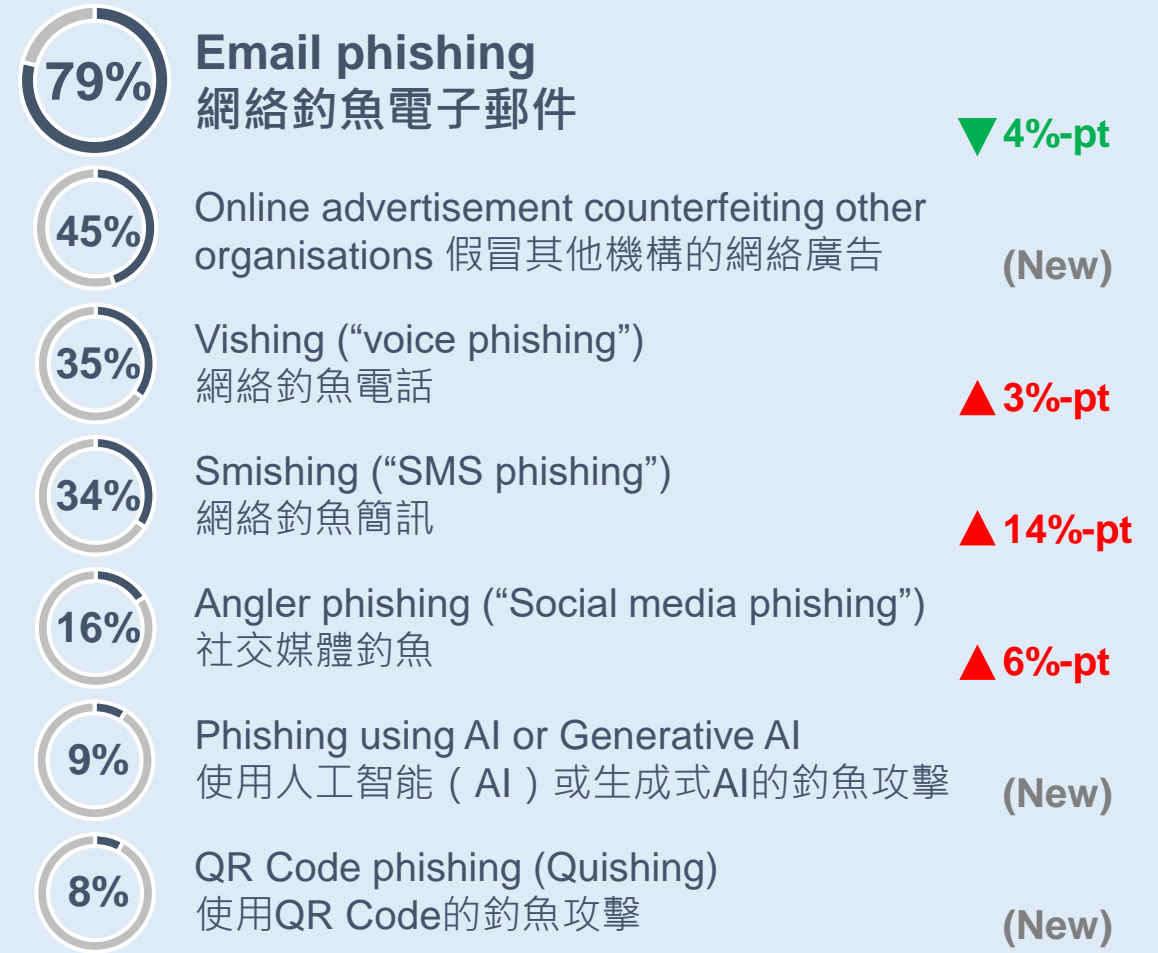 79%
Email phishing
網絡釣魚電子郵件
▼4%-pt
45%
Online advertisement counterfeiting other
organisations 假冒其他機構的網絡廣告
(New)
35%
Vishing (“voice phishing”)
網絡釣魚電話
▲3%-pt
34%
Smishing (“SMS phishing”)
網絡釣魚簡訊
▲14%-pt
16%
Angler phishing (“Social media phishing”)
社交媒體釣魚
▲6%-pt
9%
Phishing using AI or Generative AI
使用人工智能（AI）或生成式AI的釣魚攻擊
(New)
8%
QR Code phishing (Quishing)
使用QR Code的釣魚攻擊
(New)